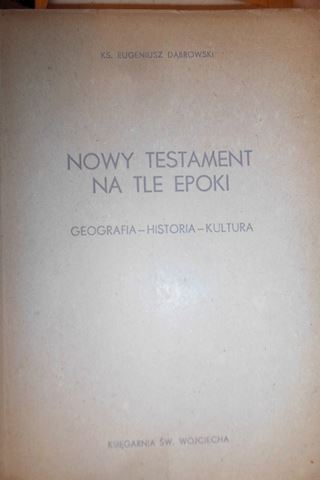 KS. EUGENIUSZ DĄBROWSKI
NOWY TESTAMENT
NA TLE EPOKI
GEOGRAFIA – HISTORIA – KULTURA
KSIĘGARNIA ŚW. WOJCIECHA